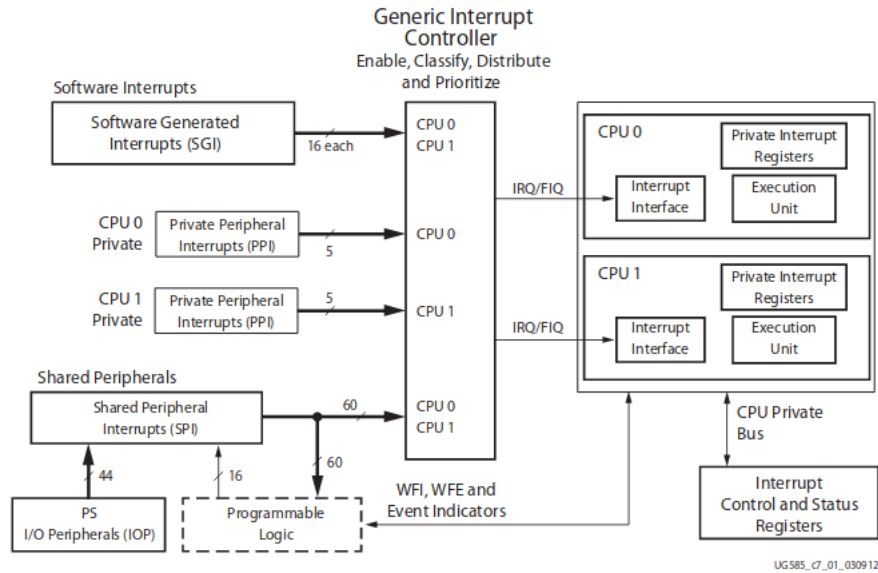 Generic Interrupt
Controller
Enable, Classify, Distribute
and Prioritize
Software Interrupts
Software Generated
Interrupts (SGI)
16 each
CPU 0
CPU 1
CPU 0
Private
Private Peripheral
Interrupts (PPI)
5
CPU 0
CPU 1
Private
Private Peripheral
Interrupts (PPI)
5
CPU 1
Shared Peripherals
Shared Peripheral
Interrupts (SPI)
60
CPU 0
CPU 1
44
16
60
PS
I/O Peripherals (IOP)
Programmable
Logic
IRQ/FIQ
CPU 0
Private Interrupt
Registers
Interrupt
Interface
Execution
Unit
IRQ/FIQ
CPU 1
Private Interrupt
Registers
Interrupt
Interface
Execution
Unit
WFI, WFE and
Event Indicators
CPU Private
Bus
Interrupt
Control and Status
Registers
UG585_c7_01_030912